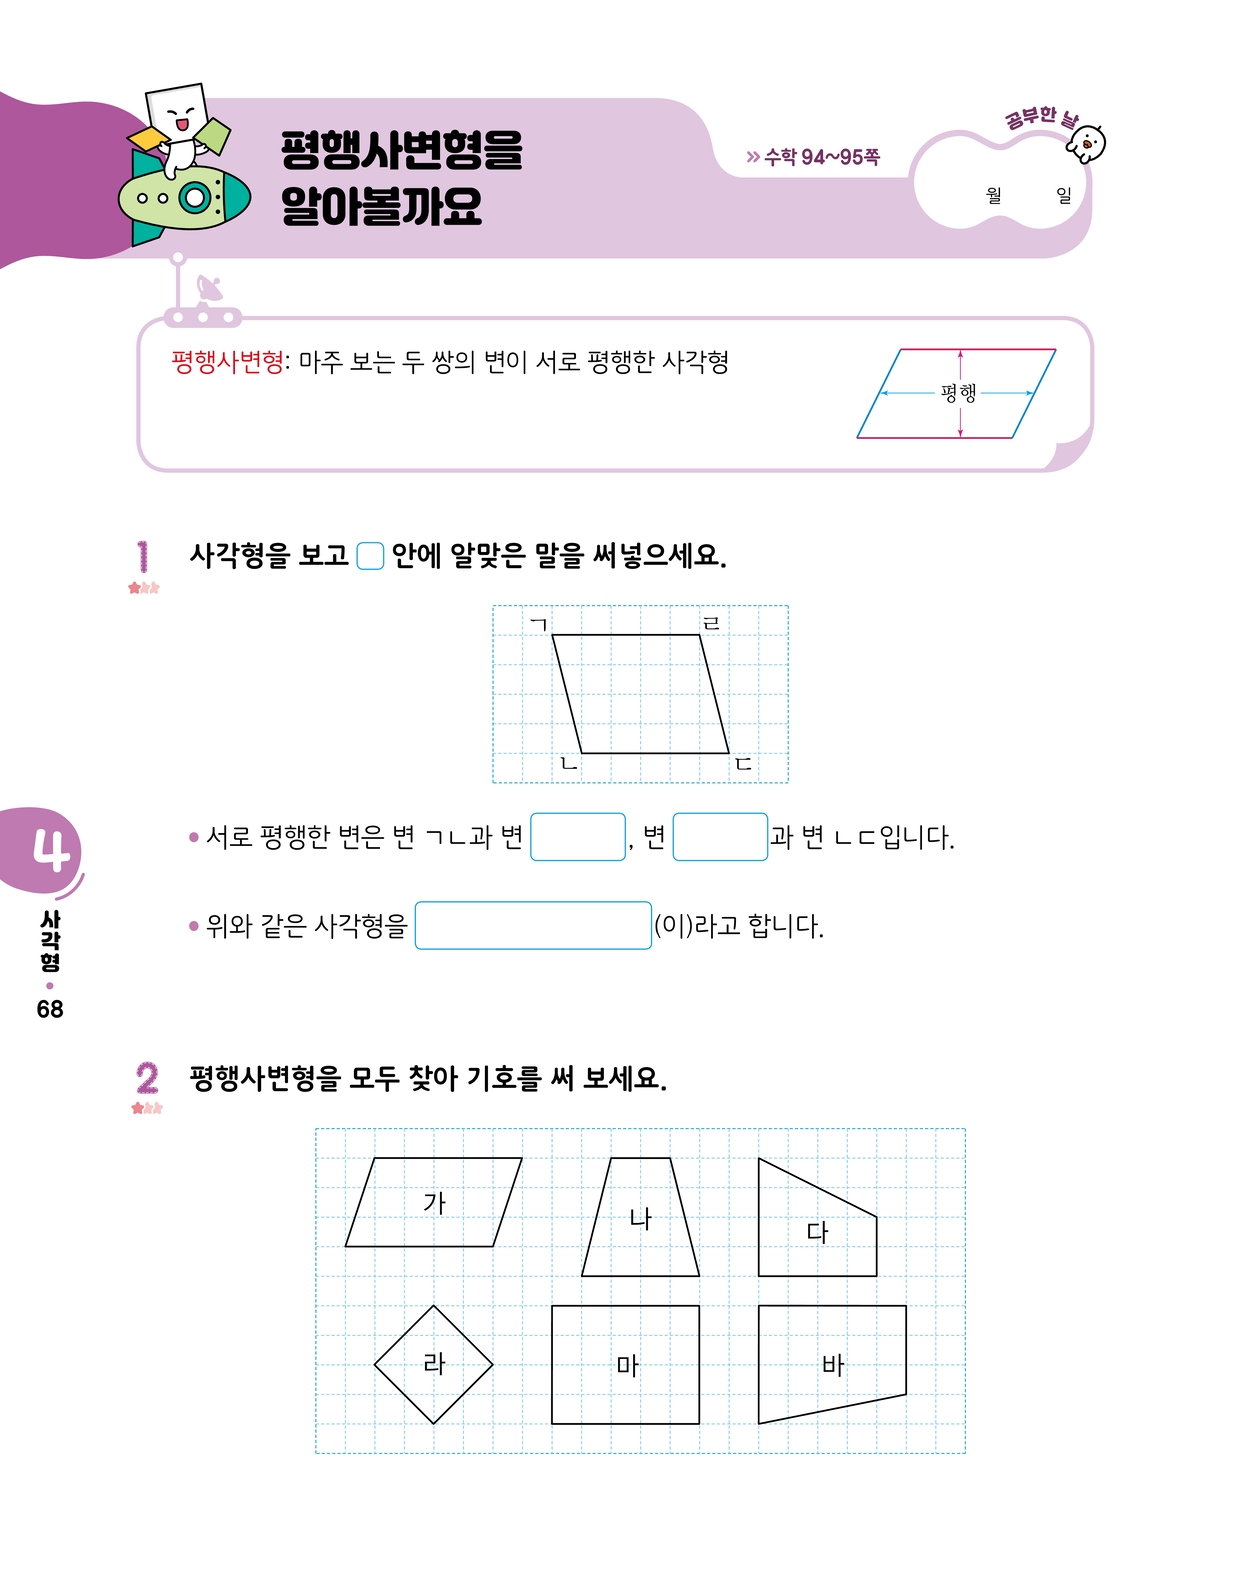 평행사변형을
알아볼까요
» 수학 94~95쪽
공부한 날
월 일
평행사변형: 마주 보는 두 쌍의 변이 서로 평행한 사각형
평행
1 사각형을 보고 □ 안에 알맞은 말을 써넣으세요.
ㄱ ㄹ
ㄴ ㄷ
• 서로 평행한 변은 변 ㄱㄴ과 변 , 변 과 변 ㄴㄷ입니다.
• 위와 같은 사각형을 (이)라고 합니다.
4
사각형
•
68
2 평행사변형을 모두 찾아 기호를 써 보세요.
가 나 다
라 마 바